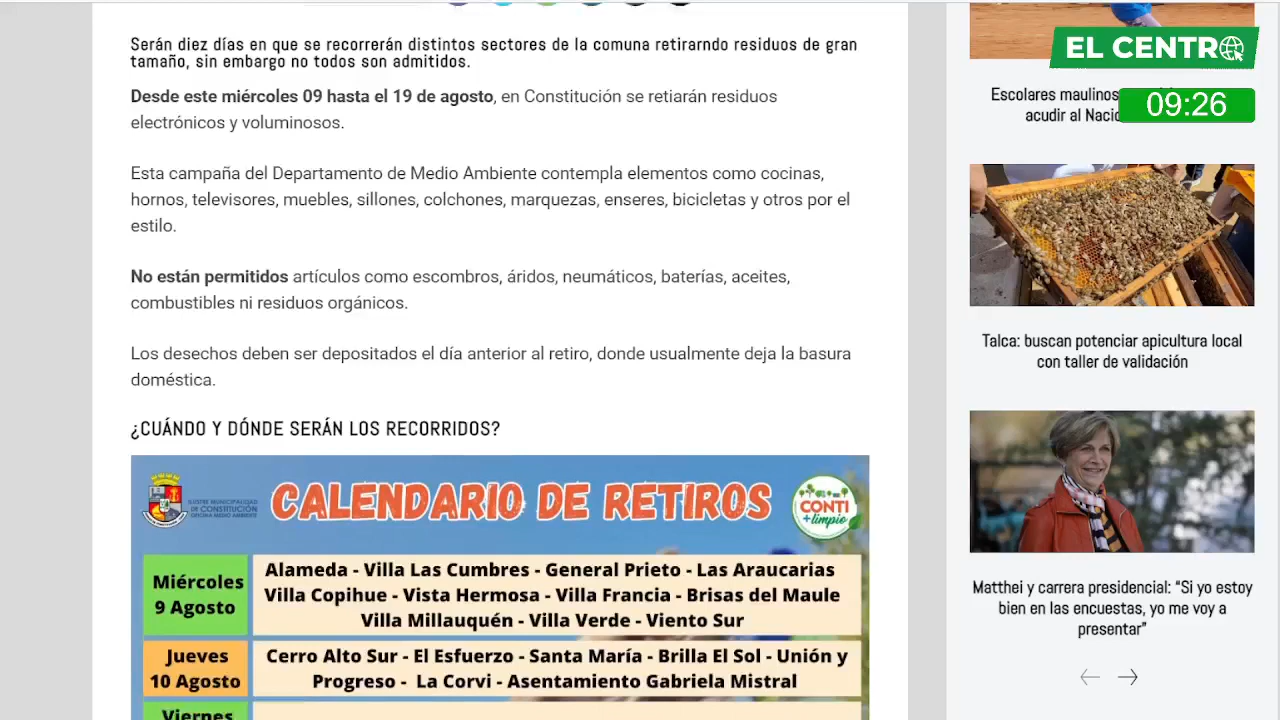 Serán diez días en que se recorrerán distintos sectores de la comuna retirarndo residuos de gran
tamaño, sin embargo no todos son admitidos.
Desde este miércoles 09 hasta el 19 de agosto, en Constitución se retiarán residuos
electrónicos y voluminosos.
Esta campaña del Departamento de Medio Ambiente contempla elementos como cocinas,
hornos, televisores, muebles, sillones, colchones, marquezas, enseres, bicicletas y otros por el
estilo.
No están permitidos artículos como escombros, áridos, neumáticos, baterías, aceites,
combustibles ni residuos orgánicos.
Los desechos deben ser depositados el día anterior al retiro, donde usualmente deja la basura
doméstica.
¿CUÁNDO Y DÓNDE SERÁN LOS RECORRIDOS?
ILUSTRE MUNICIPALIDAD
DE CONSTITUCIÓN
OFICINA MEDIO AMBIENTE
CALENDARIO DE RETIROS
CONTI
+limpio
Miércoles
9 Agosto
Alameda - Villa Las Cumbres - General Prieto - Las Araucarias
Villa Copihue - Vista Hermosa - Villa Francia - Brisas del Maule
Villa Millauquén - Villa Verde - Viento Sur
Jueves
10 Agosto
Cerro Alto Sur - El Esfuerzo - Santa María - Brilla El Sol - Unión y
Progreso - La Corvi - Asentamiento Gabriela Mistral
Viernes
EL CENTRO
09:26
Escolares maulinos
acudir al
Talca: buscan potenciar apicultura local
con taller de validación
Matthei y carrera presidencial: “Si yo estoy
bien en las encuestas, yo me voy a
presentar”